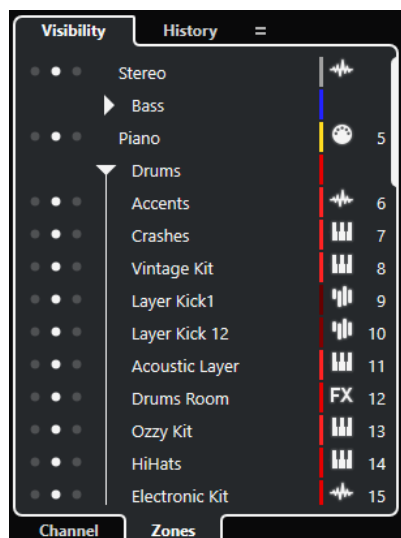 Visibility History =
Stereo
Bass
Piano 5
Drums
Accents 6
Crashes 7
Vintage Kit 8
Layer Kick1 9
Layer Kick 12 10
Acoustic Layer 11
Drums Room FX 12
Ozzy Kit 13
HiHats 14
Electronic Kit 15
Channel Zones